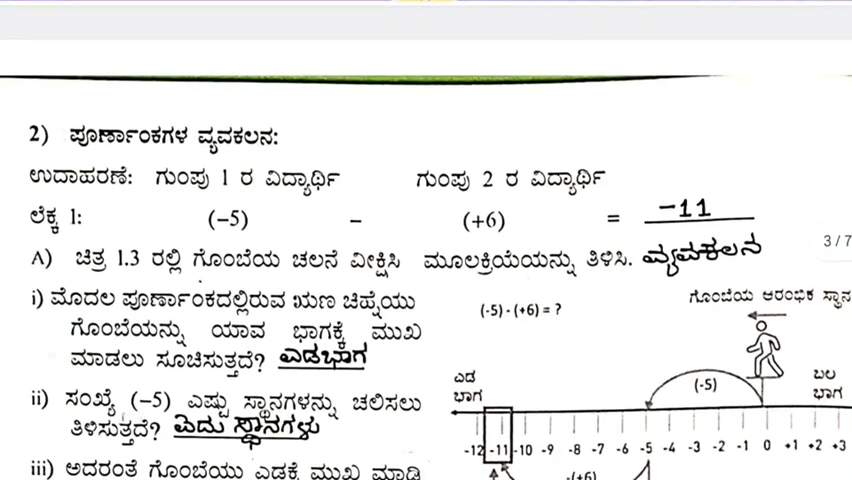 2) ಪೂರ್ಣಾಂಕಗಳ ವ್ಯವಕಲನ:
ಉದಾಹರಣೆ: ಗುಂಪು 1 ರ ವಿದ್ಯಾರ್ಥಿ ಗುಂಪು 2 ರ ವಿದ್ಯಾರ್ಥಿ
ಲೆಕ್ಕ 1: (–5) – (+6) = -11
3 / 7
A) ಚಿತ್ರ 1.3 ರಲ್ಲಿ ಗೊಂಬೆಯ ಚಲನೆ ವೀಕ್ಷಿಸಿ ಮೂಲಕ್ರಿಯೆಯನ್ನು ತಿಳಿಸಿ. ವ್ಯವಕಲನ
i) ಮೊದಲ ಪೂರ್ಣಾಂಕದಲ್ಲಿರುವ ಋಣ ಚಿಹ್ನೆಯು
ಗೊಂಬೆಯನ್ನು ಯಾವ ಭಾಗಕ್ಕೆ ಮುಖ
ಮಾಡಲು ಸೂಚಿಸುತ್ತದೆ? ಎಡಭಾಗ
ii) ಸಂಖ್ಯೆ (–5) ಎಷ್ಟು ಸ್ಥಾನಗಳನ್ನು ಚಲಿಸಲು
ತಿಳಿಸುತ್ತದೆ? ಐದು ಸ್ಥಾನಗಳು
iii) ಅದರಂತೆ ಗೊಂಬೆಯು ಎಡಕ್ಕೆ ಮುಖ ಮಾಡಿ
(-5) - (+6) = ?
ಗೊಂಬೆಯ ಆರಂಭಿಕ ಸ್ಥಾನ
(-5)
ಎಡ
ಭಾಗ
ಬಲ
ಭಾಗ
-12 -11 -10 -9 -8 -7 -6 -5 -4 -3 -2 -1 0 +1 +2 +3
-(+6)